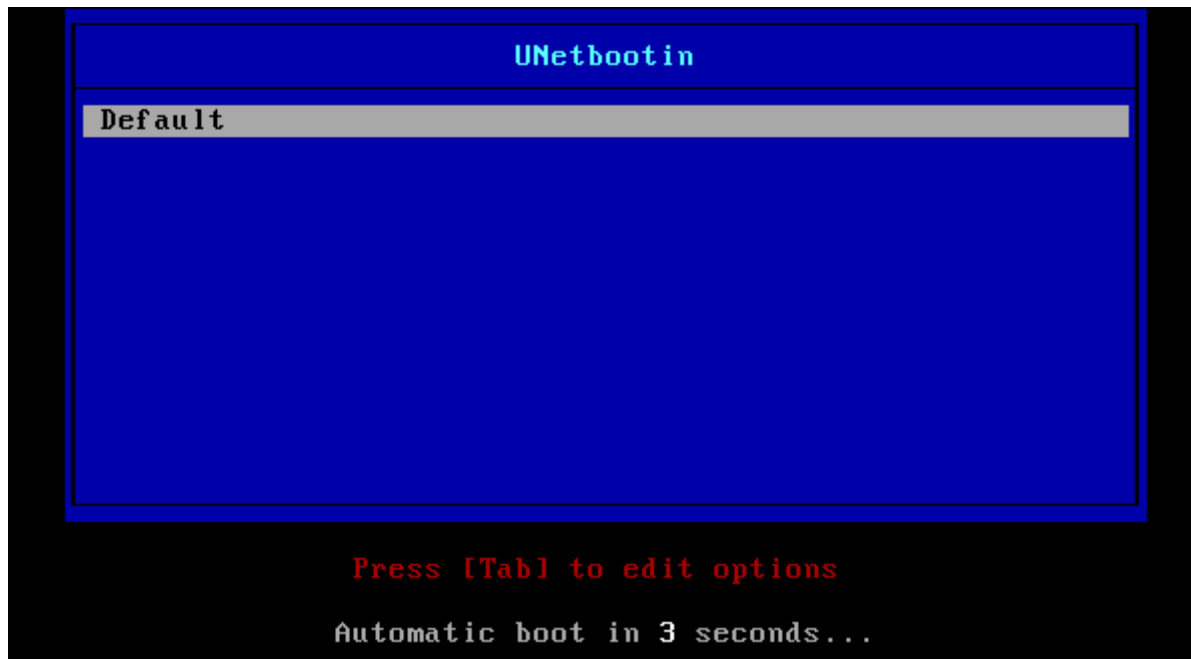 UNetbootin
Default
Press [Tab] to edit options
Automatic boot in 3 seconds...